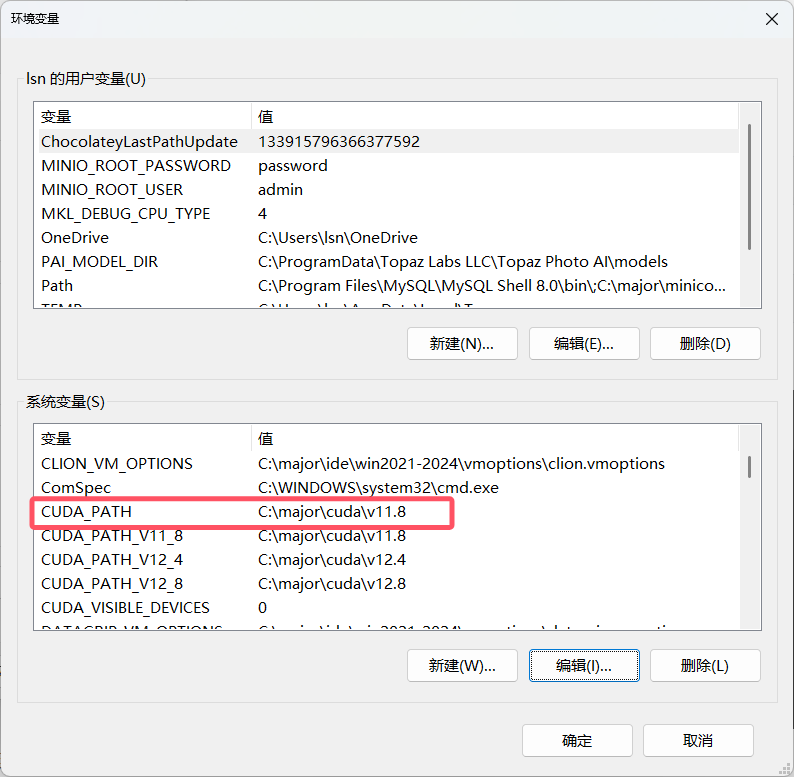 环境变量
lsn 的用户变量(U)
变量 值
ChocolateyLastPathUpdate 133915796366377592
MINIO_ROOT_PASSWORD password
MINIO_ROOT_USER admin
MKL_DEBUG_CPU_TYPE 4
OneDrive C:\Users\lsn\OneDrive
PAI_MODEL_DIR C:\ProgramData\Topaz Labs LLC\Topaz Photo AI\models
Path C:\Program Files\MySQL\MySQL Shell 8.0\bin\;C:\major\minico...
新建(N)... 编辑(E)... 删除(D)
系统变量(S)
变量 值
CLION_VM_OPTIONS C:\major\ide\win2021-2024\vmoptions\clion.vmoptions
ComSpec C:\WINDOWS\system32\cmd.exe
CUDA_PATH C:\major\cuda\v11.8
CUDA_PATH_V11_8 C:\major\cuda\v11.8
CUDA_PATH_V12_4 C:\major\cuda\v12.4
CUDA_PATH_V12_8 C:\major\cuda\v12.8
CUDA_VISIBLE_DEVICES 0
新建(W)... 编辑(I)... 删除(L)
确定 取消